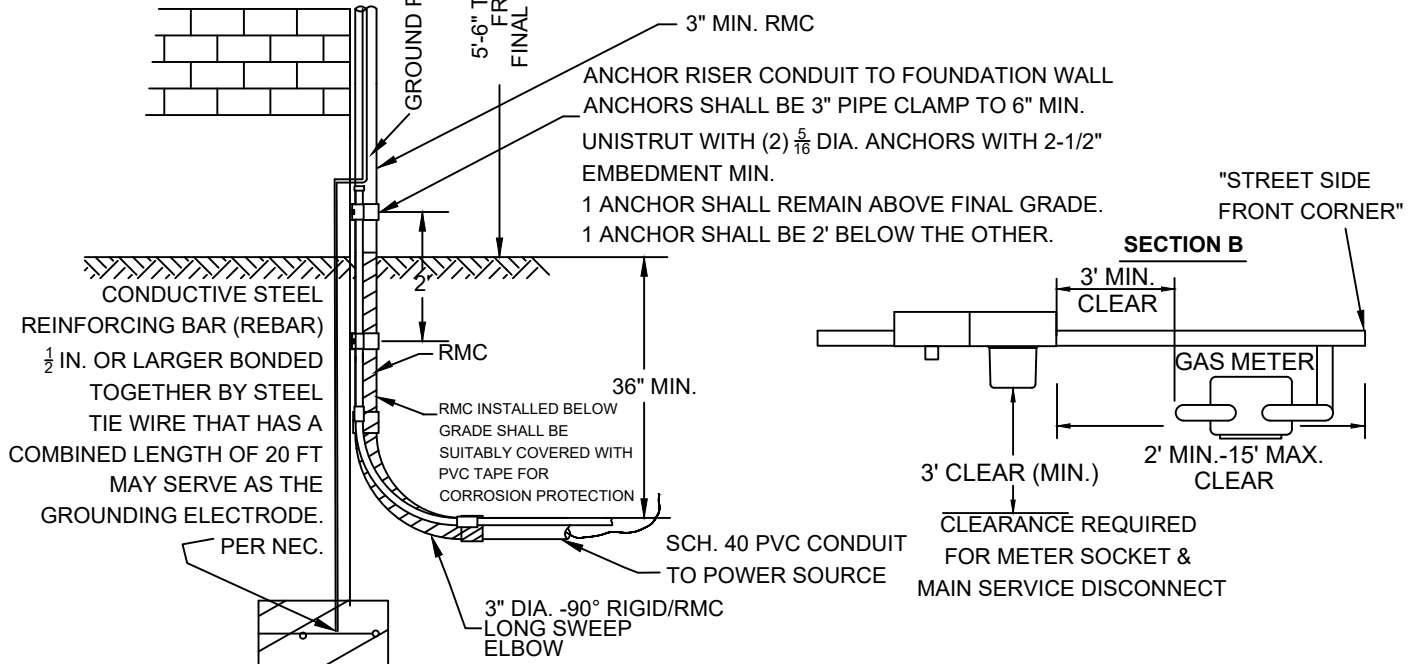 GROUND
5'-6"
FINAL
3" MIN. RMC
ANCHOR RISER CONDUIT TO FOUNDATION WALL
ANCHORS SHALL BE 3" PIPE CLAMP TO 6" MIN.
UNISTRUT WITH (2) 5/16 DIA. ANCHORS WITH 2-1/2"
EMBEDMENT MIN.
1 ANCHOR SHALL REMAIN ABOVE FINAL GRADE.
1 ANCHOR SHALL BE 2' BELOW THE OTHER.
"STREET SIDE
FRONT CORNER"
SECTION B
3' MIN.
CLEAR
GAS METER
2' MIN.-15' MAX.
CLEAR
3' CLEAR (MIN.)
CLEARANCE REQUIRED
FOR METER SOCKET &
MAIN SERVICE DISCONNECT
CONDUCTIVE STEEL
REINFORCING BAR (REBAR)
1/2 IN. OR LARGER BONDED
TOGETHER BY STEEL
TIE WIRE THAT HAS A
COMBINED LENGTH OF 20 FT
MAY SERVE AS THE
GROUNDING ELECTRODE.
PER NEC.
2'
RMC
36" MIN.
RMC INSTALLED BELOW
GRADE SHALL BE
SUITABLY COVERED WITH
PVC TAPE FOR
CORROSION PROTECTION
SCH. 40 PVC CONDUIT
TO POWER SOURCE
3" DIA. -90° RIGID/RMC
LONG SWEEP
ELBOW